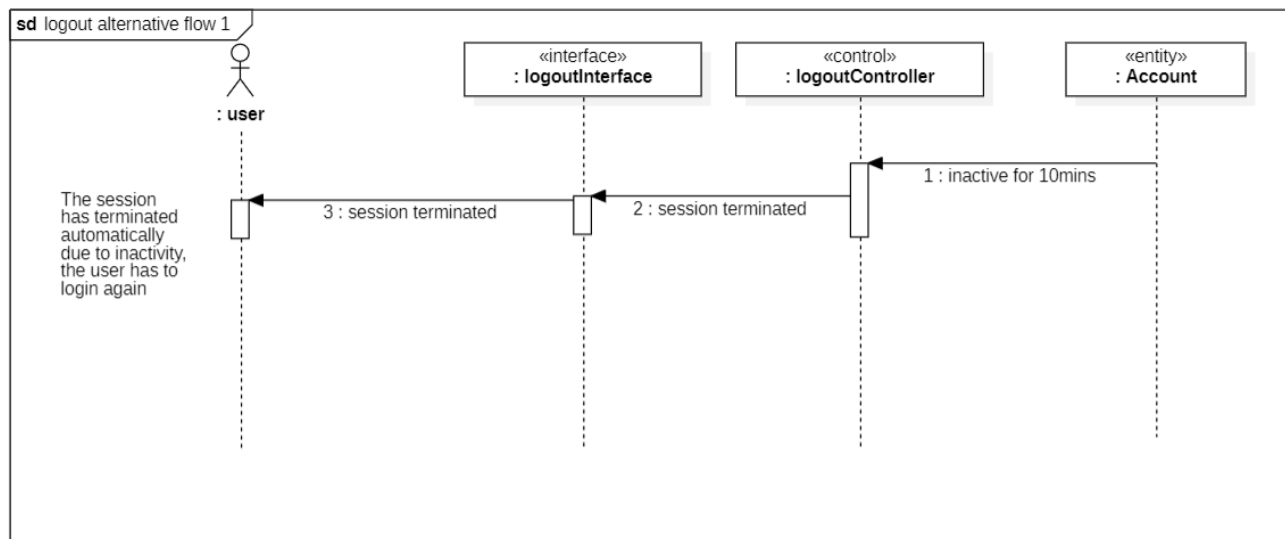 sd logout alternative flow 1
: user
«interface»
: logoutInterface
«control»
: logoutController
«entity»
: Account
1 : inactive for 10mins
2 : session terminated
3 : session terminated
The session
has terminated
automatically
due to inactivity,
the user has to
login again